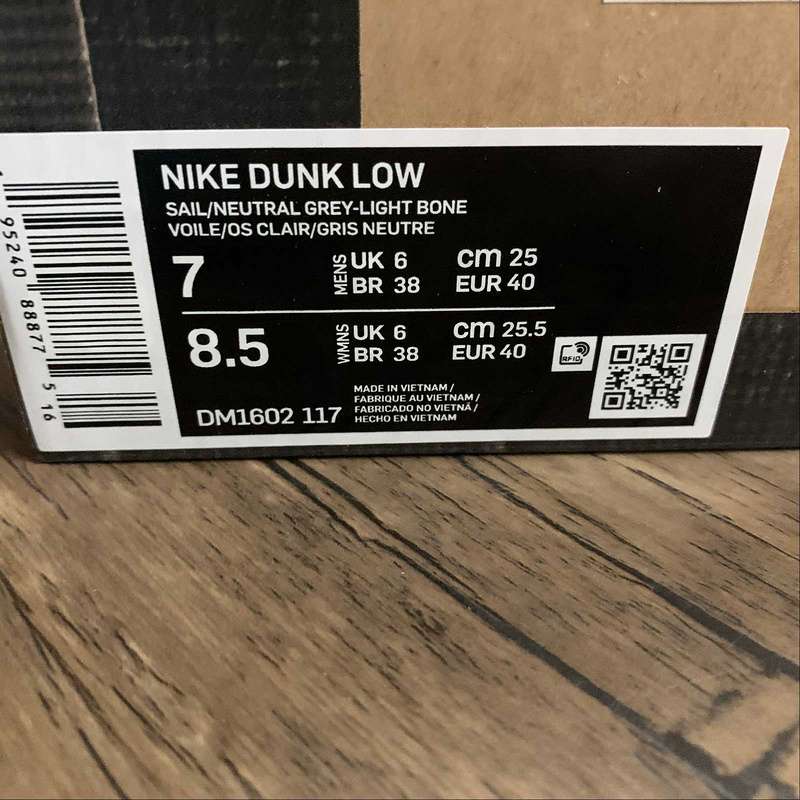 NIKE DUNK LOW
SAIL/NEUTRAL GREY-LIGHT BONE
VOILE/OS CLAIR/GRIS NEUTRE
7 MENS UK 6 cm 25
BR 38 EUR 40
8.5 WMNS UK 6 cm 25.5
BR 38 EUR 40
RFID
DM1602 117
MADE IN VIETNAM /
FABRIQUE AU VIETNAM /
FABRICADO NO VIETNÃ /
HECHO EN VIETNAM
95240 88877 5 16